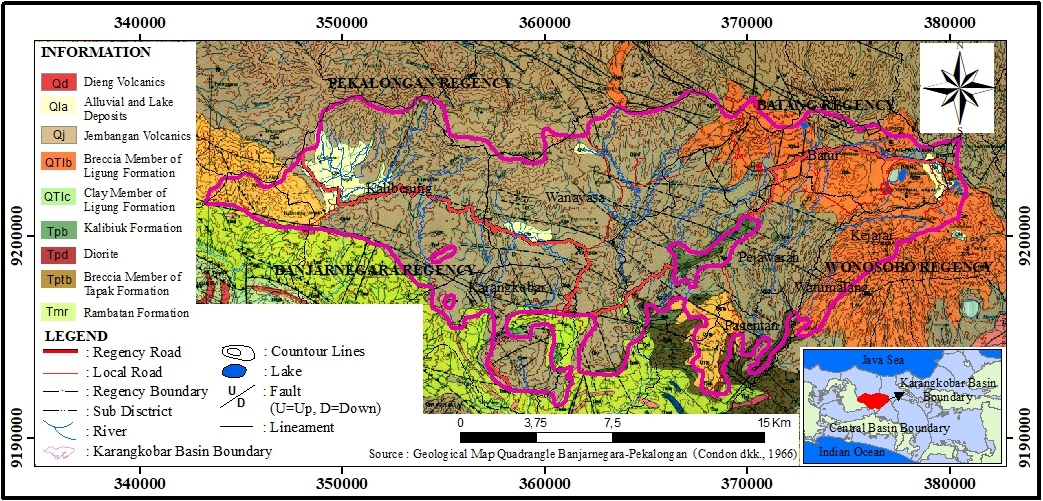 340000 350000 360000 370000 380000
INFORMATION
Qd Dieng Volcanics
Qla Alluvial and Lake
Deposits
Qj Jembangan Volcanics
QTlb Breccia Member of
Ligung Formation
QTlc Clay Member of
Ligung Formation
Tpb Kalibiuk Formation
Tpd Diorite
Tptb Breccia Member of
Tapak Formation
Tmr Rambatan Formation
LEGEND
: Regency Road
: Local Road
: Regency Boundary
: Sub Disctrict
: River
: Karangkobar Basin Boundary
: Countour Lines
: Lake
U
D
: Fault
(U=Up, D=Down)
: Lineament
PEKALONGAN REGENCY
BATANG REGENCY
Batur
Kalibening
Wanayasa
Kejajar
Pejawaran
BANJARNEGARA REGENCY
WONOSOBO REGENCY
Karangkobar
Watumalang
Pagentan
N
S
0 3,75 7,5 15 Km
Source : Geological Map Quadrangle Banjarnegara-Pekalongan (Condon dkk., 1966)
Java Sea
Karangkobar Basin
Boundary
Central Basin Boundary
Indian Ocean
9200000
9190000
9200000
9190000
340000 350000 360000 370000 380000